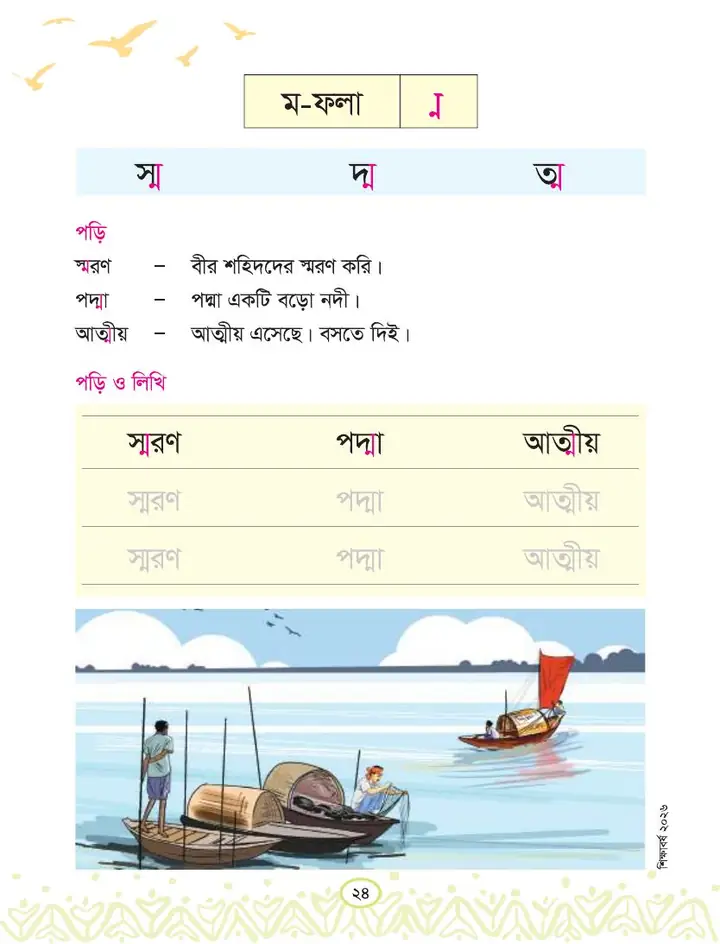 ম-ফলা ্ম
স্ম দ্ম ত্ম
পড়ি
স্মরণ – বীর শহিদদের স্মরণ করি।
পদ্মা – পদ্মা একটি বড়ো নদী।
আত্মীয় – আত্মীয় এসেছে। বসতে দিই।
পড়ি ও লিখি
স্মরণ পদ্মা আত্মীয়
স্মরণ পদ্মা আত্মীয়
স্মরণ পদ্মা আত্মীয়
শিক্ষাবর্ষ ২০২৬
২৪